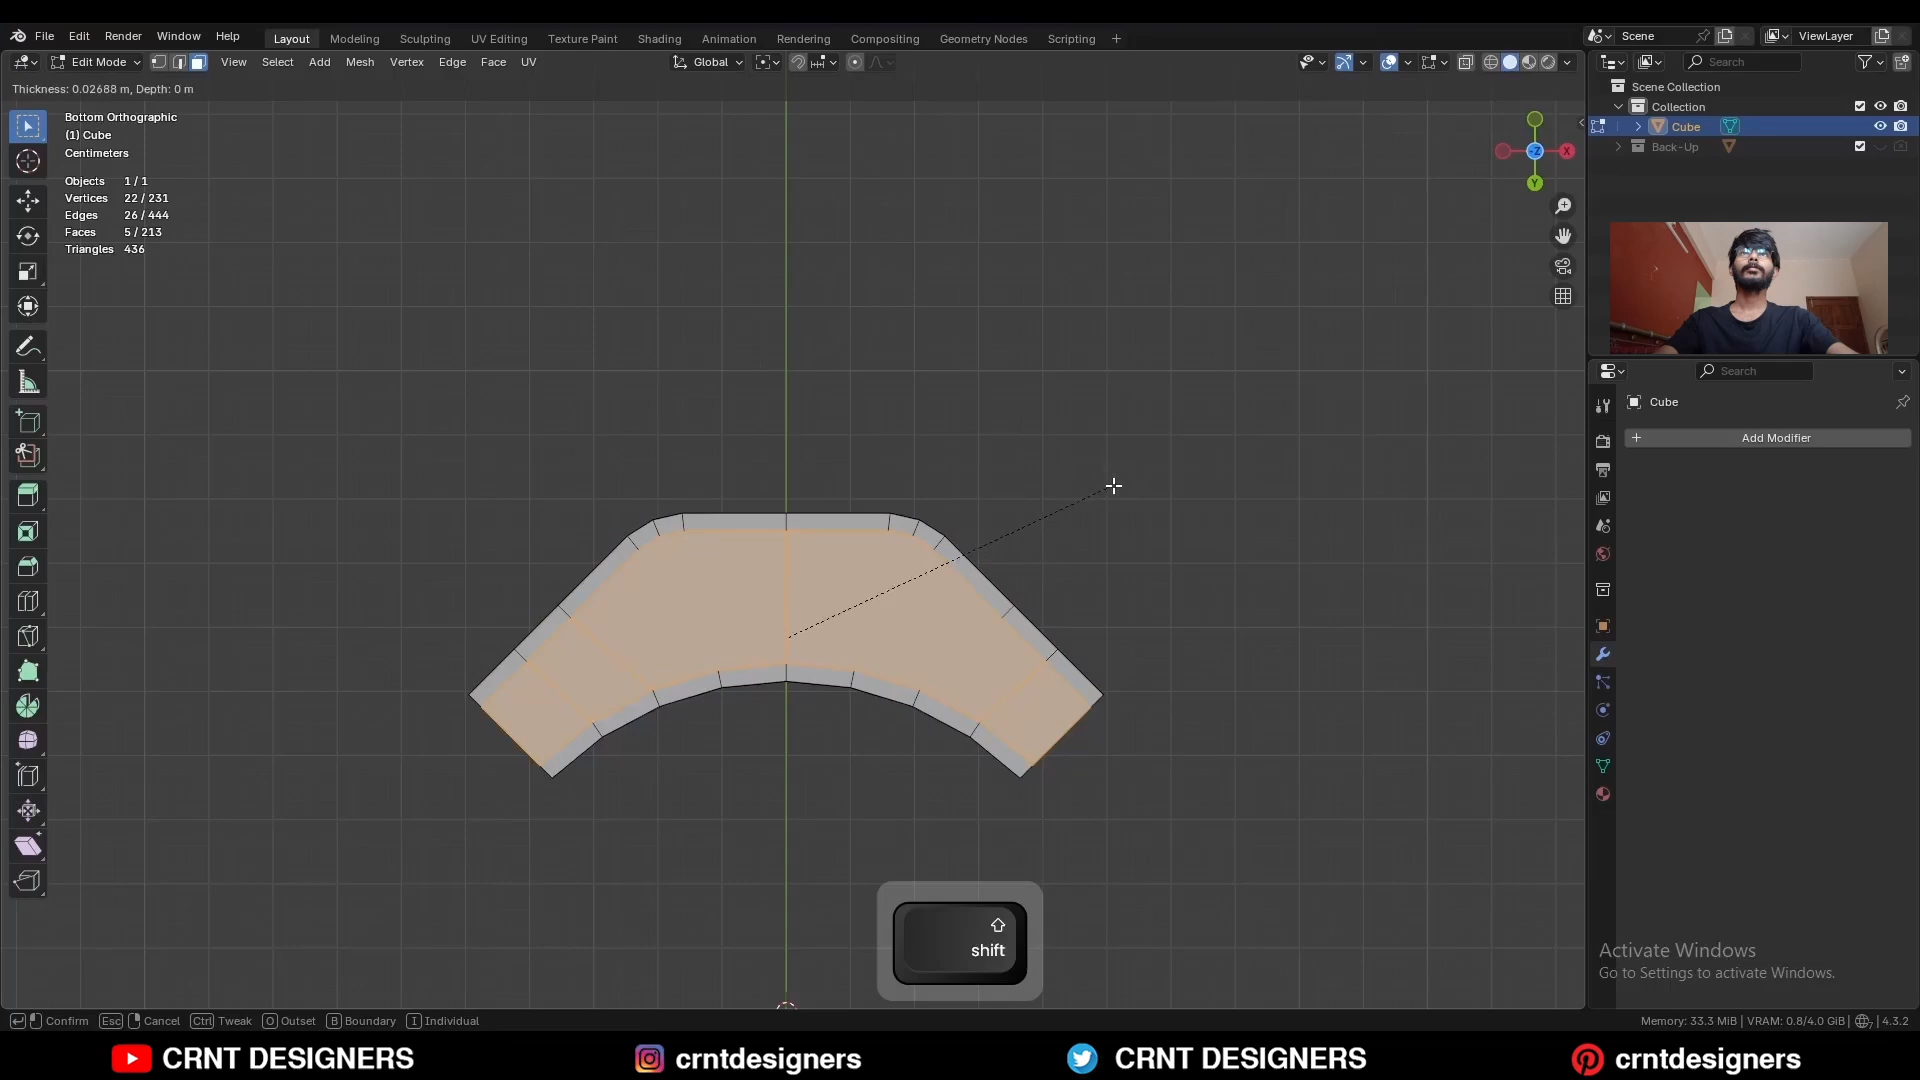 File Edit Render Window Help Layout Modeling Sculpting UV Editing Texture Paint Shading Animation Rendering Compositing Geometry Nodes Scripting + Scene ViewLayer
Edit Mode View Select Add Mesh Vertex Edge Face UV Global Search
Thickness: 0.02688 m, Depth: 0 m
Scene Collection
Collection
Cube
Back-Up
Bottom Orthographic
(1) Cube
Centimeters
Objects 1 / 1
Vertices 22 / 231
Edges 26 / 444
Faces 5 / 213
Triangles 436
-Z
X
Y
Search
Cube
+ Add Modifier
shift
Activate Windows
Go to Settings to activate Windows.
Confirm Esc Cancel Ctrl Tweak O Outset B Boundary I Individual
Memory: 33.3 MiB | VRAM: 0.8/4.0 GiB | 7 | 4.3.2
CRNT DESIGNERS crntdesigners CRNT DESIGNERS crntdesigners